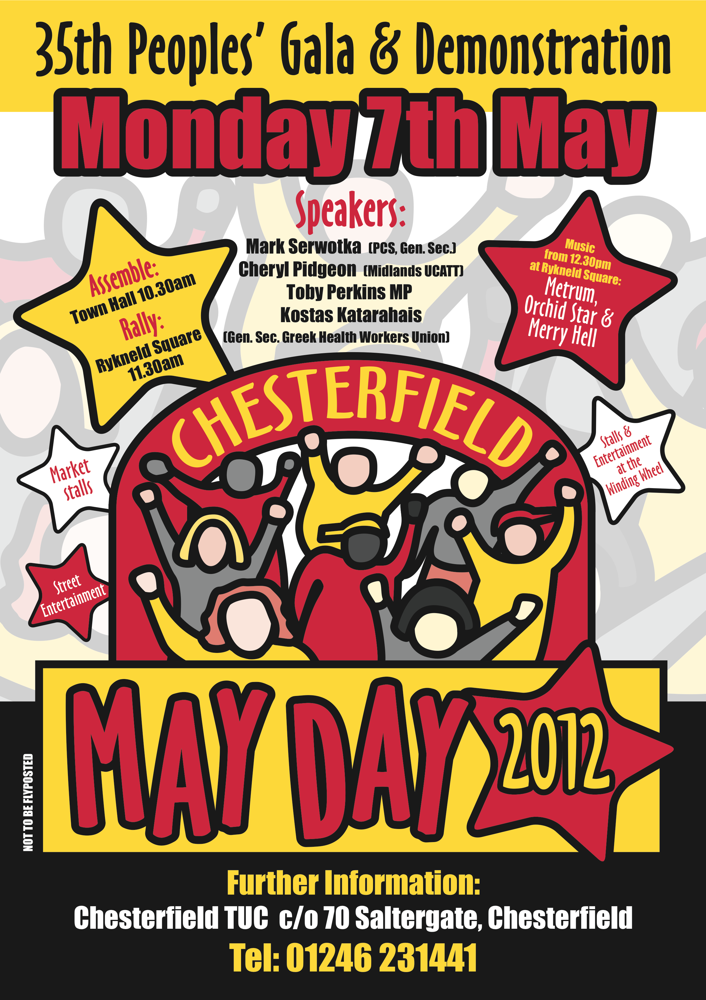 35th Peoples' Gala & Demonstration
Monday 7th May
Speakers:
Mark Serwotka (PCS, Gen. Sec.)
Cheryl Pidgeon (Midlands UCATT)
Toby Perkins MP
Kostas Katarahais
(Gen. Sec. Greek Health Workers Union)
Assemble:
Town Hall 10.30am
Rally:
Rykneld Square
11.30am
Music
from 12.30pm
at Rykneld Square:
Metrum,
Orchid Star &
Merry Hell
CHESTERFIELD
Market
stalls
Stalls &
Entertainment
at the
Winding Wheel
Street
Entertainment
MAY DAY
2012
NOT TO BE FLYPOSTED
Further Information:
Chesterfield TUC c/o 70 Saltergate, Chesterfield
Tel: 01246 231441